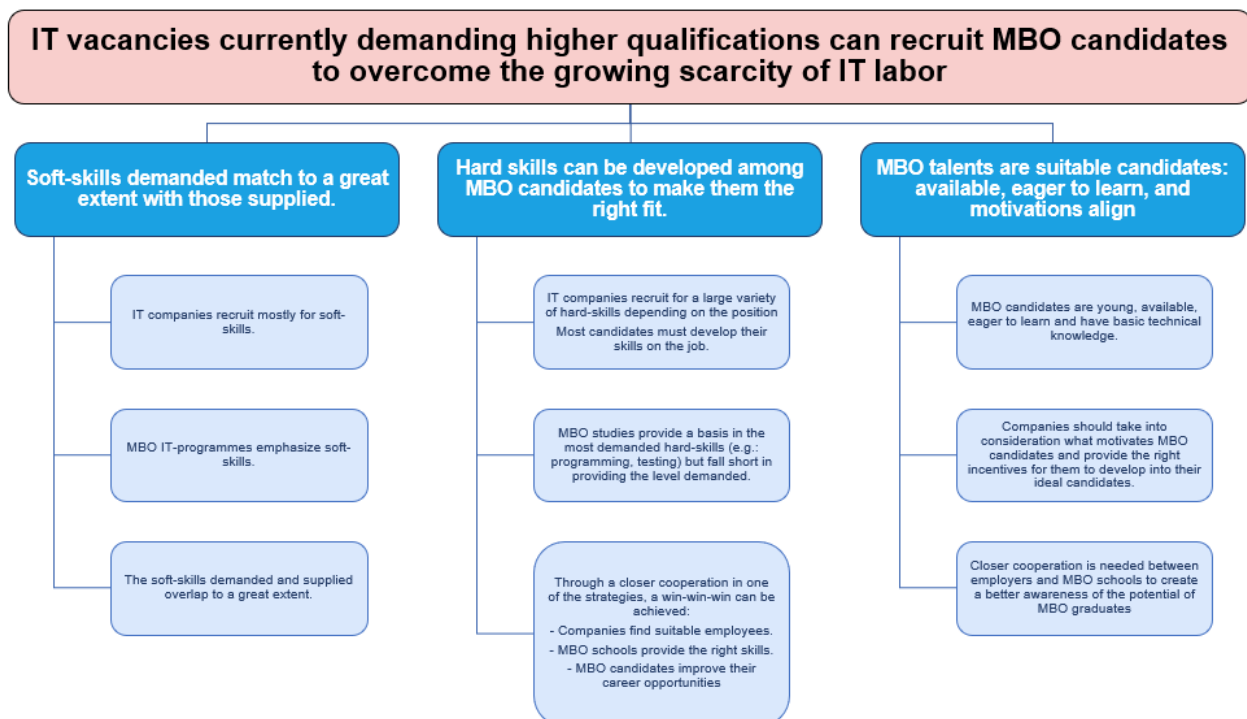 IT vacancies currently demanding higher qualifications can recruit MBO candidates
to overcome the growing scarcity of IT labor
Soft-skills demanded match to a great
extent with those supplied.
IT companies recruit mostly for soft-
skills.
MBO IT-programmes emphasize soft-
skills.
The soft-skills demanded and supplied
overlap to a great extent.
Hard skills can be developed among
MBO candidates to make them the
right fit.
IT companies recruit for a large variety
of hard-skills depending on the position
Most candidates must develop their
skills on the job.
MBO studies provide a basis in the
most demanded hard-skills (e.g.:
programming, testing) but fall short in
providing the level demanded.
Through a closer cooperation in one
of the strategies, a win-win-win can be
achieved:
- Companies find suitable employees.
- MBO schools provide the right skills.
- MBO candidates improve their
career opportunities
MBO talents are suitable candidates:
available, eager to learn, and
motivations align
MBO candidates are young, available,
eager to learn and have basic technical
knowledge.
Companies should take into
consideration what motivates MBO
candidates and provide the right
incentives for them to develop into their
ideal candidates.
Closer cooperation is needed between
employers and MBO schools to create
a better awareness of the potential of
MBO graduates